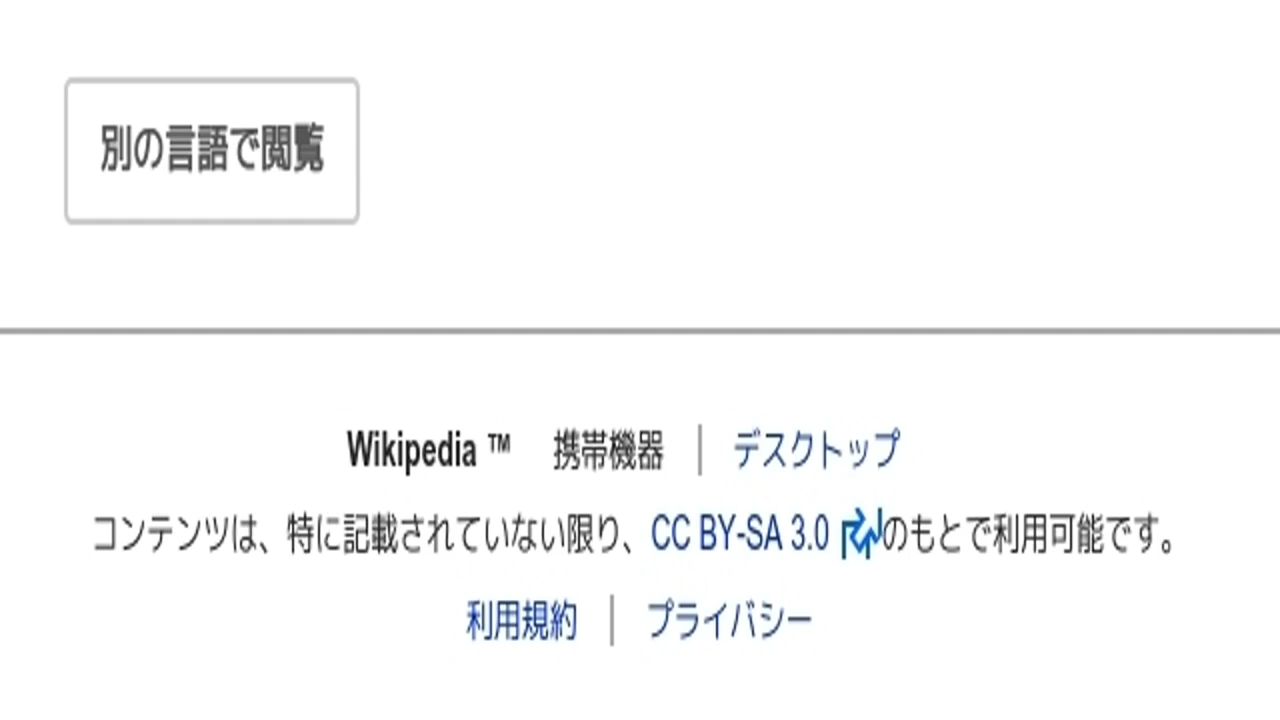 別の言語で閲覧
Wikipedia ™ 携帯機器 | デスクトップ
コンテンツは、特に記載されていない限り、CC BY-SA 3.0 のもとで利用可能です。
利用規約 | プライバシー